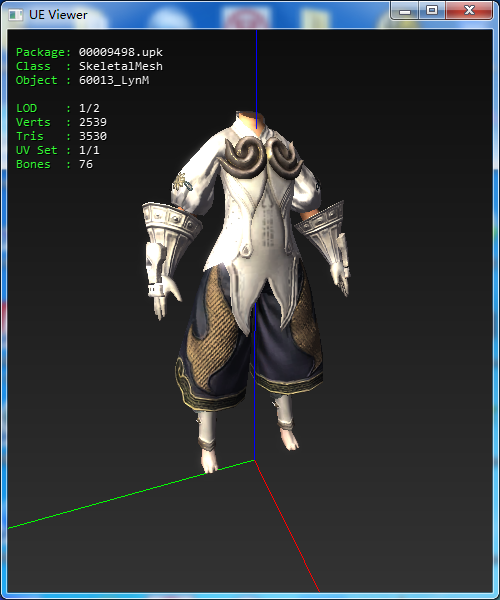 UE Viewer
Package: 00009498.upk
Class : SkeletalMesh
Object : 60013_LynM
LOD : 1/2
Verts : 2539
Tris : 3530
UV Set : 1/1
Bones : 76